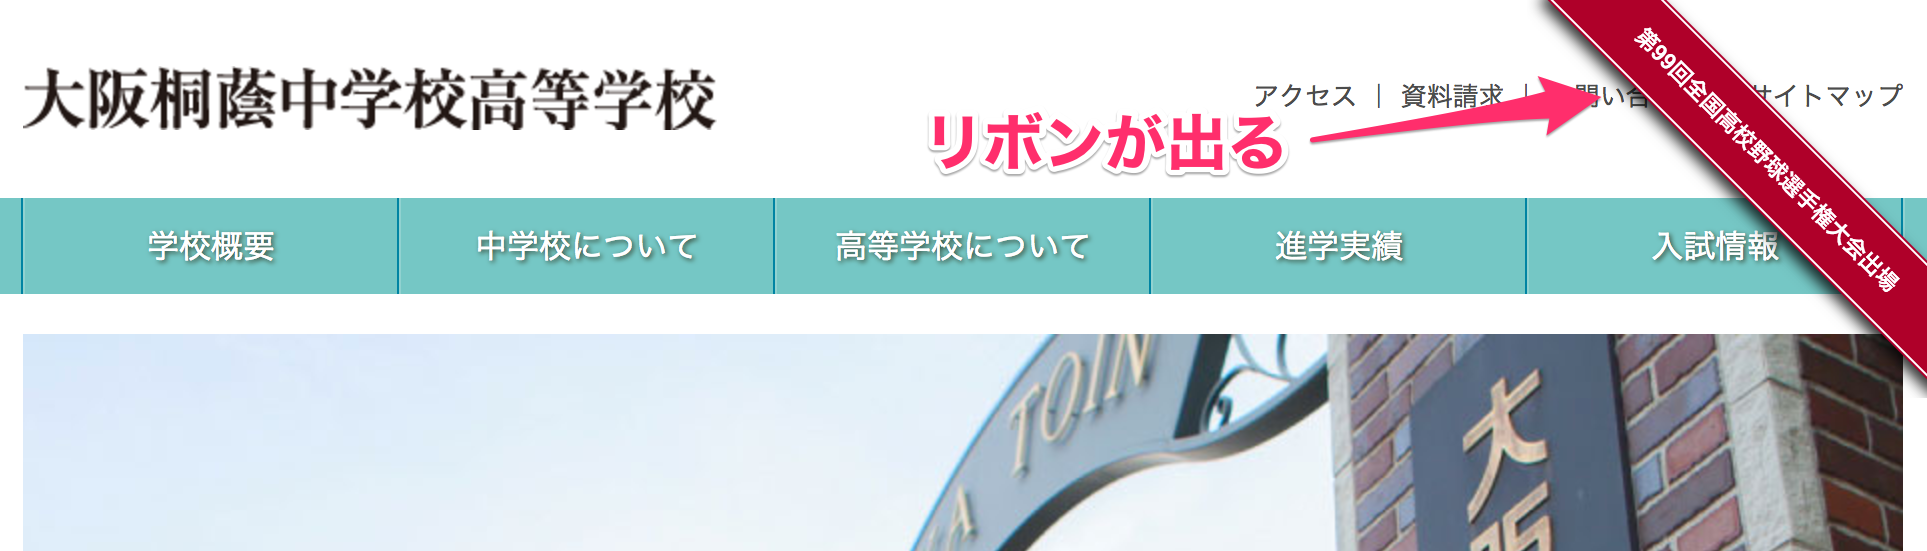 大阪桐蔭中学校高等学校
アクセス | 資料請求 | 問い合 サイトマップ
第99回全国高校野球選手権大会出場
リボンが出る
学校概要
中学校について
高等学校について
進学実績
入試情報
A TOIN
大